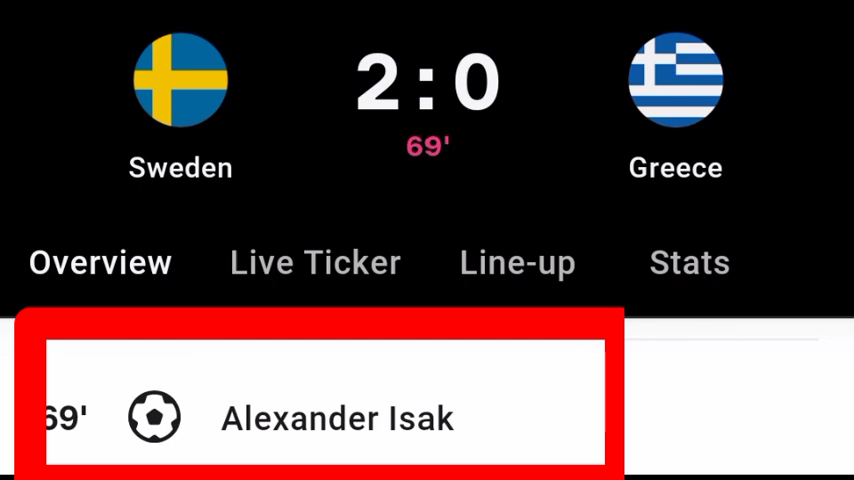 2:0
69'
Sweden
Greece
Overview
Live Ticker
Line-up
Stats
69' Alexander Isak